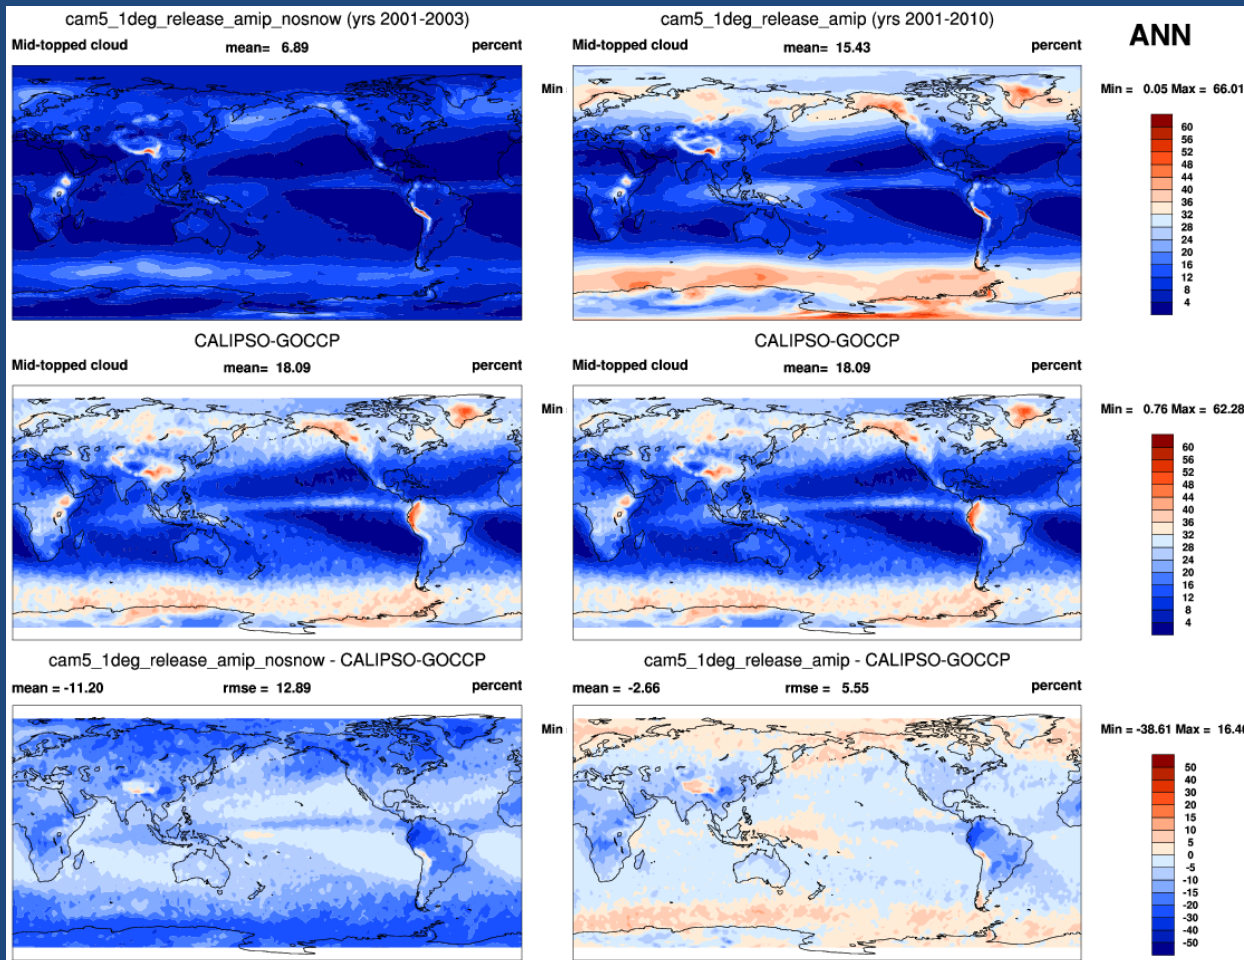 cam5_1deg_release_amip_nosnow (yrs 2001-2003)
Mid-topped cloud mean= 6.89 percent
cam5_1deg_release_amip (yrs 2001-2010)
Mid-topped cloud mean= 15.43 percent
ANN
Min
Min = 0.05 Max = 66.01
60
56
52
48
44
40
36
32
28
24
20
16
12
8
4
CALIPSO-GOCCP
Mid-topped cloud mean= 18.09 percent
CALIPSO-GOCCP
Mid-topped cloud mean= 18.09 percent
Min
Min = 0.76 Max = 62.28
60
56
52
48
44
40
36
32
28
24
20
16
12
8
4
cam5_1deg_release_amip_nosnow - CALIPSO-GOCCP
mean = -11.20 rmse = 12.89 percent
cam5_1deg_release_amip - CALIPSO-GOCCP
mean = -2.66 rmse = 5.55 percent
Min
Min = -38.61 Max = 16.46
50
40
30
20
15
10
5
0
-5
-10
-15
-20
-30
-40
-50